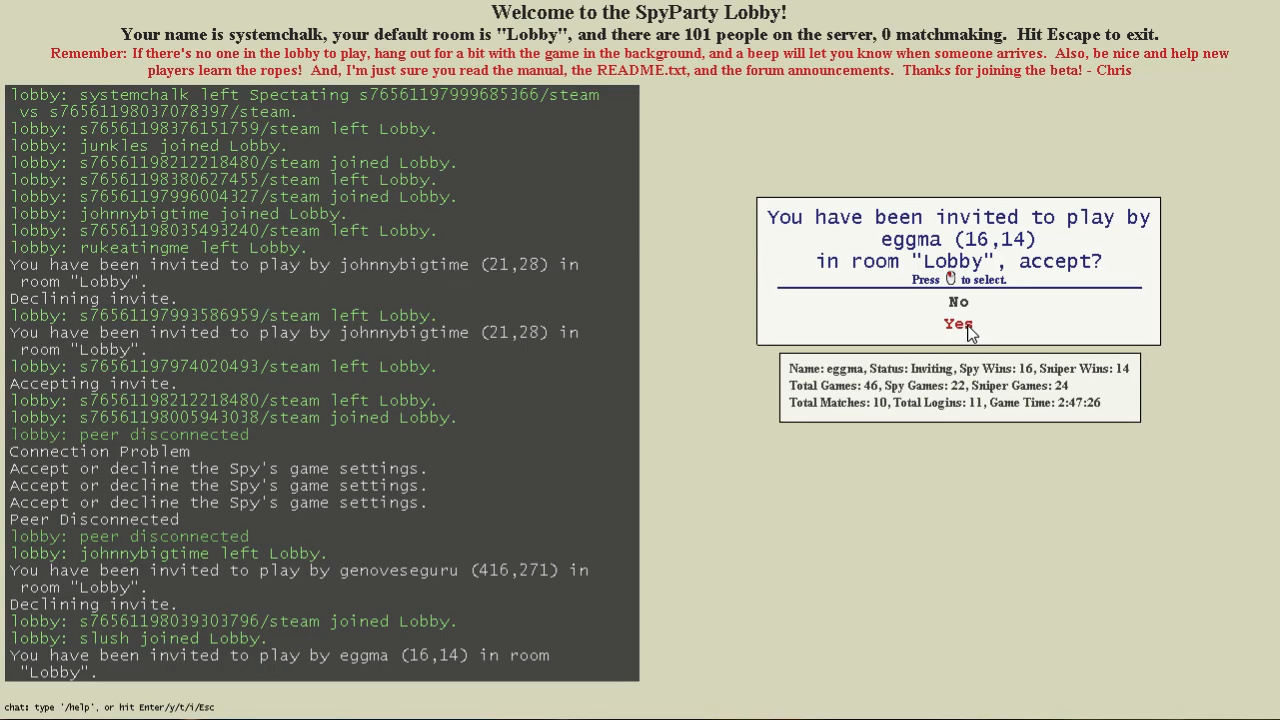 Welcome to the SpyParty Lobby!
Your name is systemchalk, your default room is "Lobby", and there are 101 people on the server, 0 matchmaking.  Hit Escape to exit.
Remember: If there's no one in the lobby to play, hang out for a bit with the game in the background, and a beep will let you know when someone arrives.  Also, be nice and help new
players learn the ropes!  And, I'm just sure you read the manual, the README.txt, and the forum announcements.  Thanks for joining the beta! - Chris
lobby: systemchalk left Spectating s76561197999685366/steam
vs s76561198037078397/steam.
lobby: s76561198376151759/steam left Lobby.
lobby: junkles joined Lobby.
lobby: s76561198212218480/steam joined Lobby.
lobby: s76561198380627455/steam left Lobby.
lobby: s76561197996004327/steam joined Lobby.
lobby: johnnybigtime joined Lobby.
lobby: s76561198035493240/steam left Lobby.
lobby: rukeatingme left Lobby.
You have been invited to play by johnnybigtime (21,28) in
room "Lobby".
Declining invite.
lobby: s76561197993586959/steam left Lobby.
You have been invited to play by johnnybigtime (21,28) in
room "Lobby".
lobby: s76561197974020493/steam left Lobby.
Accepting invite.
lobby: s76561198212218480/steam left Lobby.
lobby: s76561198005943038/steam joined Lobby.
lobby: peer disconnected
Connection Problem
Accept or decline the Spy's game settings.
Accept or decline the Spy's game settings.
Accept or decline the Spy's game settings.
Peer Disconnected
lobby: peer disconnected
lobby: johnnybigtime left Lobby.
You have been invited to play by genoveseguru (416,271) in
room "Lobby".
Declining invite.
lobby: s76561198039303796/steam joined Lobby.
lobby: slush joined Lobby.
You have been invited to play by eggma (16,14) in room
"Lobby".
chat: type '/help', or hit Enter/y/t/i/Esc
You have been invited to play by
eggma (16,14)
in room "Lobby", accept?
Press to select.
No
Yes
Name: eggma, Status: Inviting, Spy Wins: 16, Sniper Wins: 14
Total Games: 46, Spy Games: 22, Sniper Games: 24
Total Matches: 10, Total Logins: 11, Game Time: 2:47:26